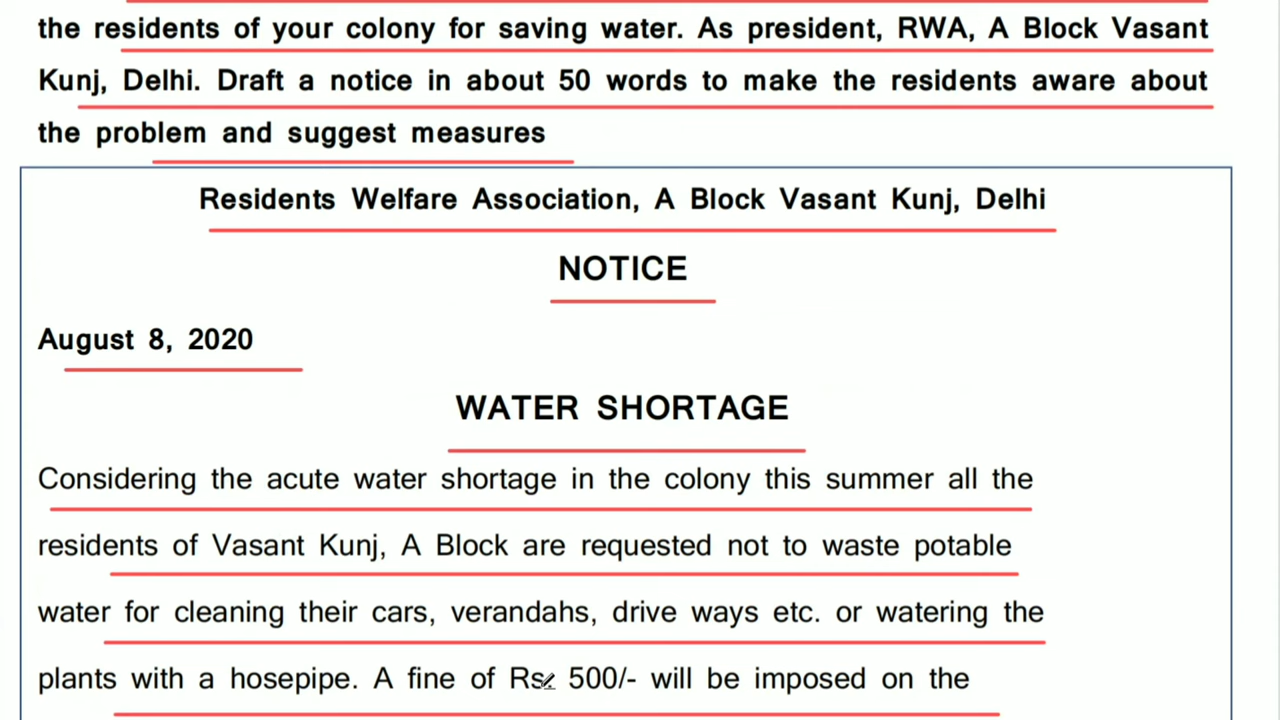 the residents of your colony for saving water. As president, RWA, A Block Vasant
Kunj, Delhi. Draft a notice in about 50 words to make the residents aware about
the problem and suggest measures
Residents Welfare Association, A Block Vasant Kunj, Delhi
NOTICE
August 8, 2020
WATER SHORTAGE
Considering the acute water shortage in the colony this summer all the
residents of Vasant Kunj, A Block are requested not to waste potable
water for cleaning their cars, verandahs, drive ways etc. or watering the
plants with a hosepipe. A fine of Rs. 500/- will be imposed on the